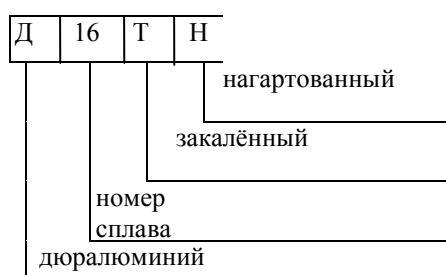 Д 16 Т Н
нагартованный
закалённый
номер
сплава
дюралюминий